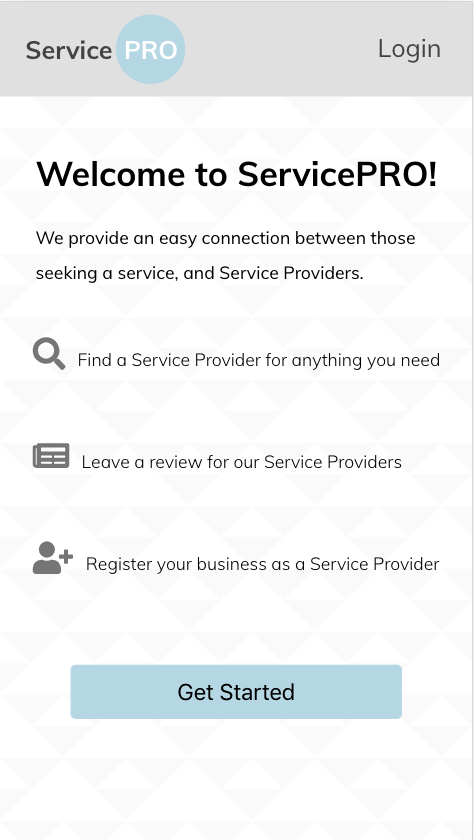 Service PRO Login
Welcome to ServicePRO!
We provide an easy connection between those
seeking a service, and Service Providers.
Find a Service Provider for anything you need
Leave a review for our Service Providers
Register your business as a Service Provider
Get Started